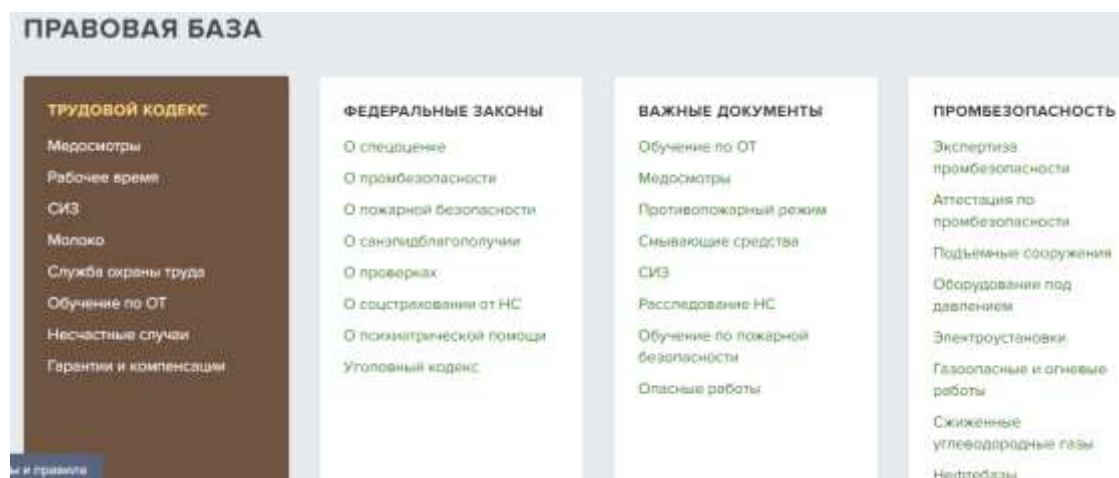 ПРАВОВАЯ БАЗА
ТРУДОВОЙ КОДЕКС
Медосмотры
Рабочее время
СИЗ
Молоко
Служба охраны труда
Обучение по ОТ
Несчастные случаи
Гарантии и компенсации
ФЕДЕРАЛЬНЫЕ ЗАКОНЫ
О спецоценке
О промбезопасности
О пожарной безопасности
О санэпидблагополучии
О проверках
О соцстраховании от НС
О психиатрической помощи
Уголовный кодекс
ВАЖНЫЕ ДОКУМЕНТЫ
Обучение по ОТ
Медосмотры
Противопожарный режим
Смывающие средства
СИЗ
Расследование НС
Обучение по пожарной
безопасности
Опасные работы
ПРОМБЕЗОПАСНОСТЬ
Экспертиза
промбезопасности
Аттестация по
промбезопасности
Подъемные сооружения
Оборудование под
давлением
Электроустановки
Газоопасные и огневые
работы
Сжиженные
углеводородные газы
Нефтебазы
ы и правила